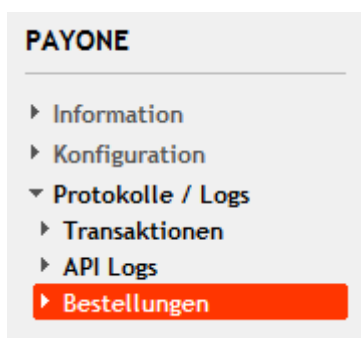 PAYONE
Information
Konfiguration
Protokolle / Logs
Transaktionen
API Logs
Bestellungen